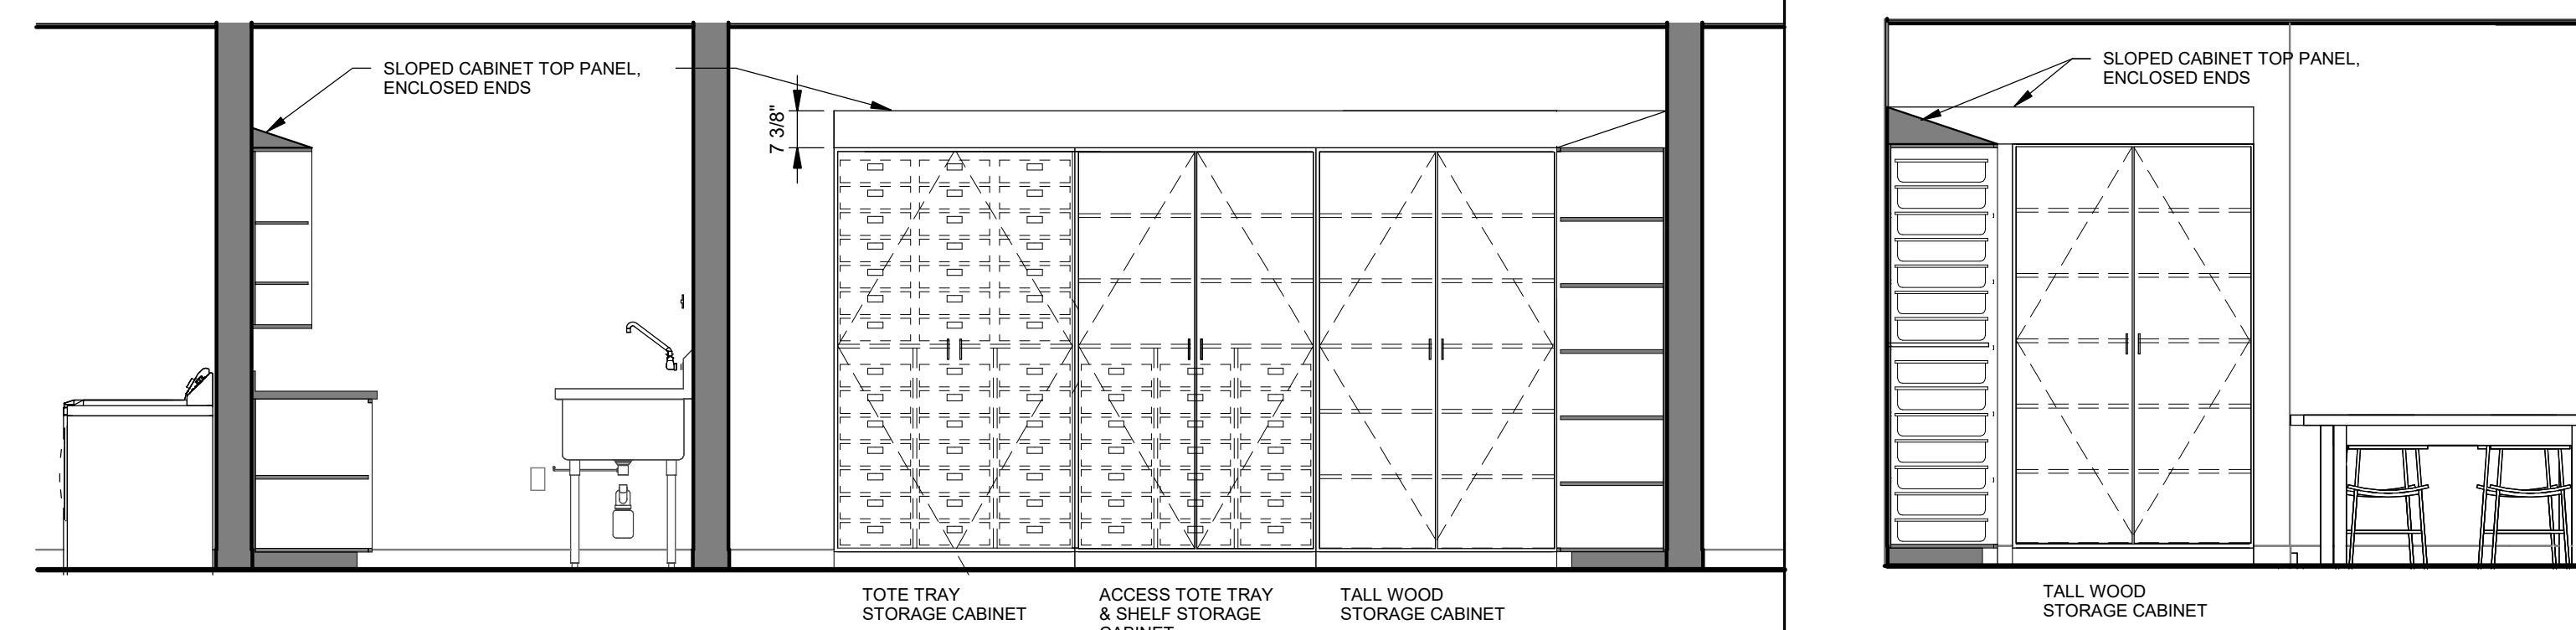 SLOPED CABINET TOP PANEL,
ENCLOSED ENDS
7 3/8"
TOTE TRAY
STORAGE CABINET
ACCESS TOTE TRAY
& SHELF STORAGE
CABINET
TALL WOOD
STORAGE CABINET
SLOPED CABINET TOP PANEL,
ENCLOSED ENDS
TALL WOOD
STORAGE CABINET